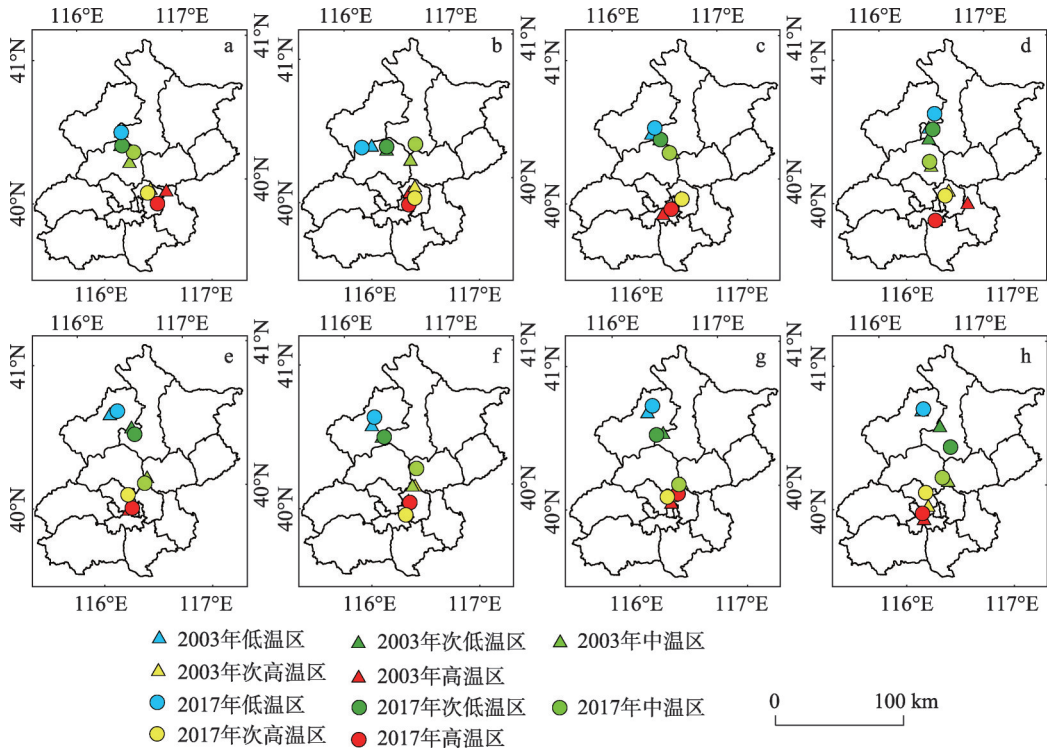 116°E 117°E 116°E 117°E 116°E 117°E 116°E 117°E
a b c d
41°N 41°N 41°N 41°N
40°N 40°N 40°N 40°N
116°E 117°E 116°E 117°E 116°E 117°E 116°E 117°E
116°E 117°E 116°E 117°E 116°E 117°E 116°E 117°E
e f g h
41°N 41°N 41°N 41°N
40°N 40°N 40°N 40°N
116°E 117°E 116°E 117°E 116°E 117°E 116°E 117°E
2003年低温区 2003年次低温区 2003年中温区
2003年次高温区 2003年高温区
2017年低温区 2017年次低温区 2017年中温区
2017年次高温区 2017年高温区
0 100 km